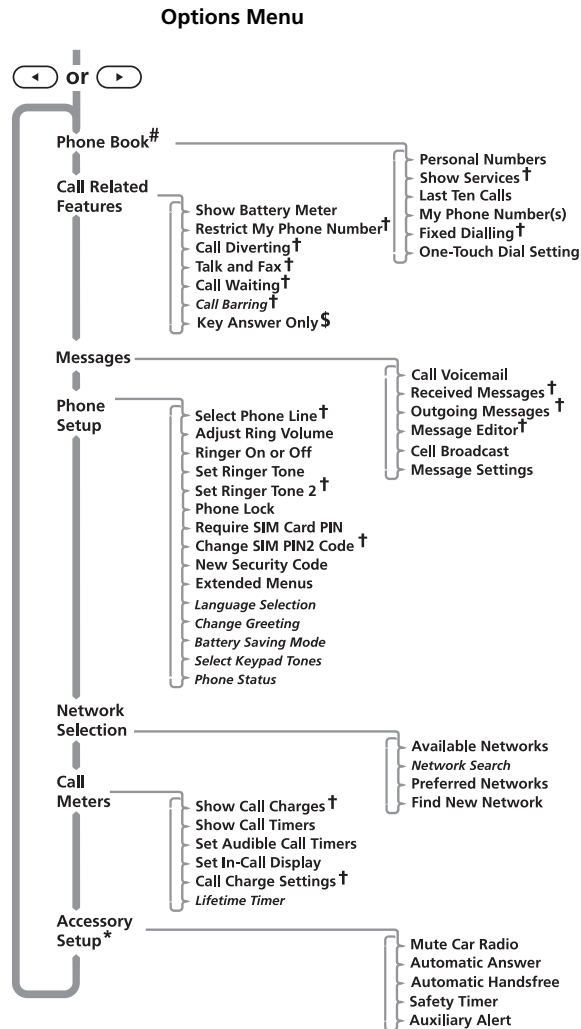 Options Menu
or
Phone Book#
Personal Numbers
Show Services†
Last Ten Calls
My Phone Number(s)
Fixed Dialling†
One-Touch Dial Setting
Call Related
Features
Show Battery Meter
Restrict My Phone Number†
Call Diverting†
Talk and Fax†
Call Waiting†
Call Barring†
Key Answer Only$
Messages
Call Voicemail
Received Messages†
Outgoing Messages †
Message Editor†
Cell Broadcast
Message Settings
Phone
Setup
Select Phone Line†
Adjust Ring Volume
Ringer On or Off
Set Ringer Tone
Set Ringer Tone 2 †
Phone Lock
Require SIM Card PIN
Change SIM PIN2 Code †
New Security Code
Extended Menus
Language Selection
Change Greeting
Battery Saving Mode
Select Keypad Tones
Phone Status
Network
Selection
Available Networks
Network Search
Preferred Networks
Find New Network
Call
Meters
Show Call Charges†
Show Call Timers
Set Audible Call Timers
Set In-Call Display
Call Charge Settings†
Lifetime Timer
Accessory
Setup*
Mute Car Radio
Automatic Answer
Automatic Handsfree
Safety Timer
Auxiliary Alert